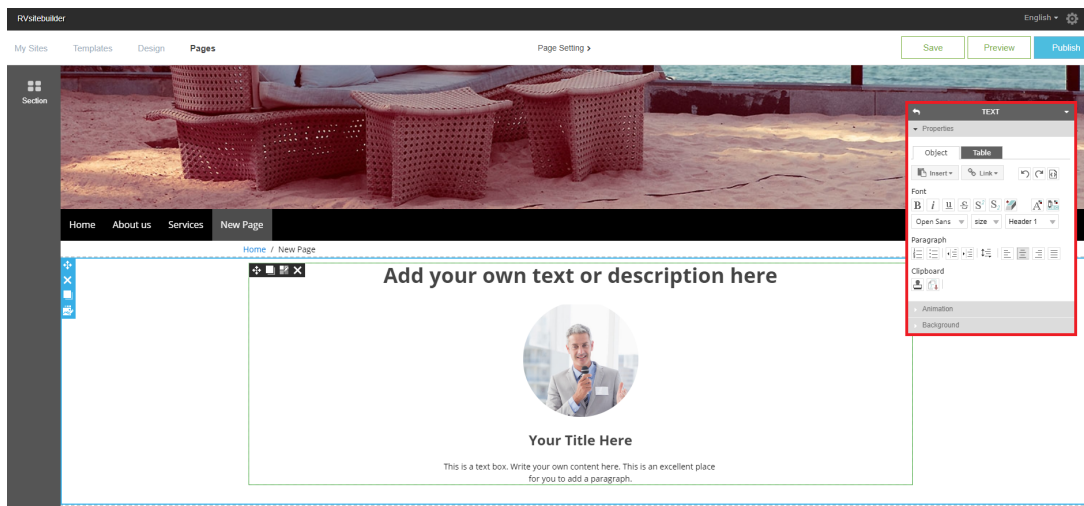 RVsitebuilder
English
My Sites Templates Design Pages
Page Setting >
Save Preview Publish
Section
TEXT
Properties
Object Table
Insert Link
Font
B i u S S² S₂ A
Open Sans size Header 1
Paragraph
Clipboard
Animation
Background
Home About us Services New Page
Home / New Page
Add your own text or description here
Your Title Here
This is a text box. Write your own content here. This is an excellent place
for you to add a paragraph.